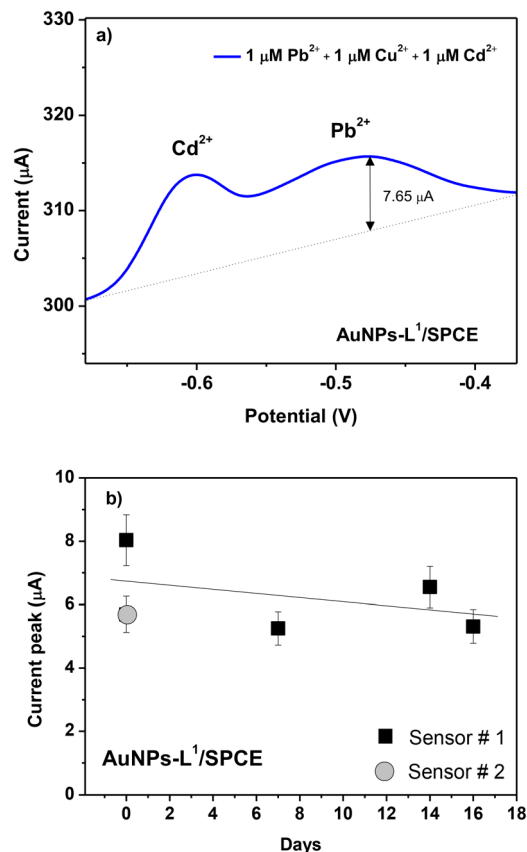 a)
1 μM Pb²⁺ + 1 μM Cu²⁺ + 1 μM Cd²⁺
Cd²⁺
Pb²⁺
7.65 μA
AuNPs-L¹/SPCE
330
320
310
300
Current (μA)
-0.6
-0.5
-0.4
Potential (V)
b)
10
8
6
4
2
0
Current peak (μA)
Sensor # 1
AuNPs-L¹/SPCE
Sensor # 2
0 2 4 6 8 10 12 14 16 18
Days